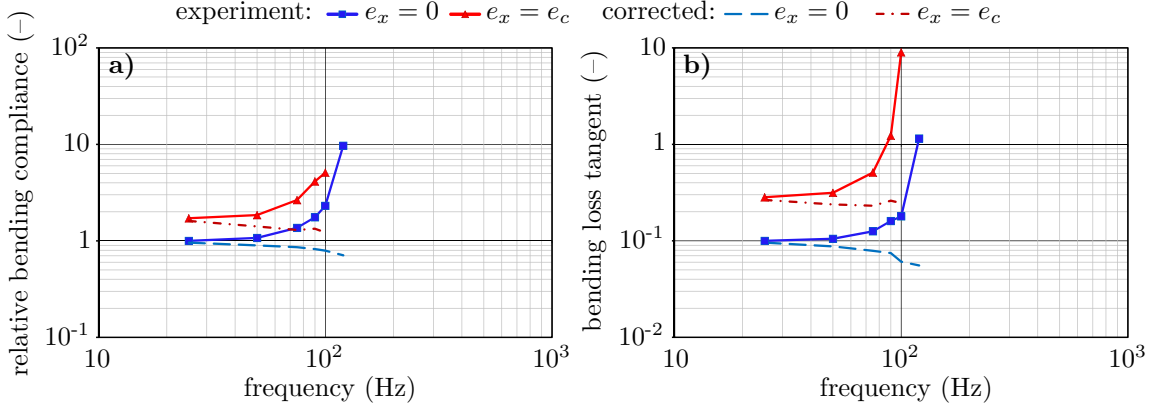 experiment: e_x = 0 e_x = e_c corrected: e_x = 0 e_x = e_c
relative bending compliance (–)
10^2
10
1
10^{-1}
a)
10 10^2 10^3
frequency (Hz)
bending loss tangent (–)
10
1
10^{-1}
10^{-2}
b)
10 10^2 10^3
frequency (Hz)